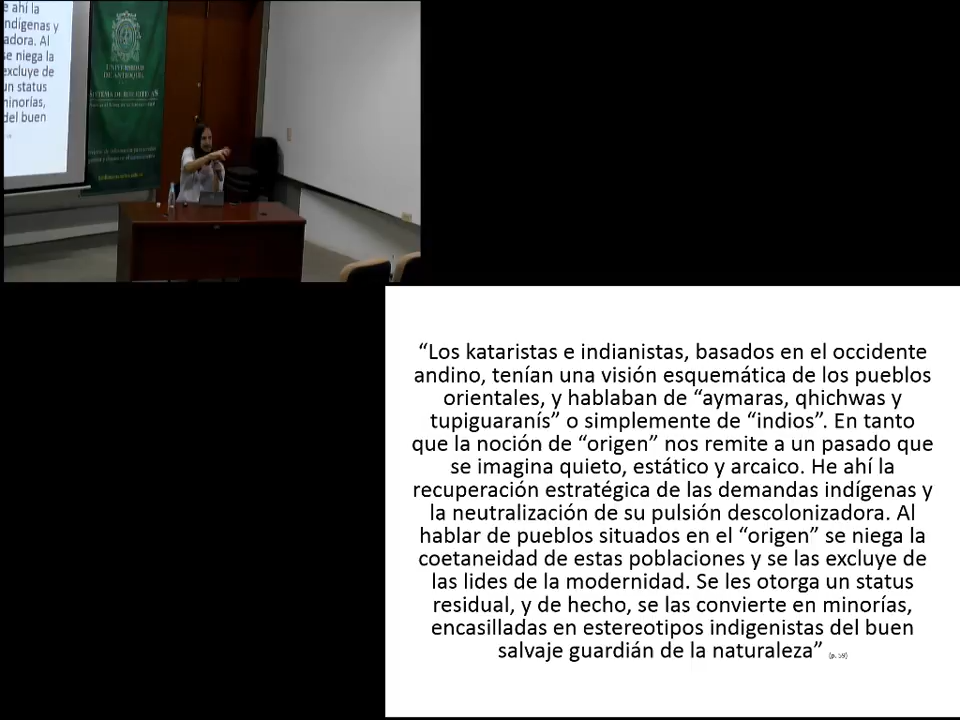 e ahí la
ndígenas y
adora. Al
se niega la
excluye de
un status
minorías,
del buen
UNIVERSIDAD
DE ANTIOQUIA
“Los kataristas e indianistas, basados en el occidente
andino, tenían una visión esquemática de los pueblos
orientales, y hablaban de “aymaras, qhichwas y
tupiguaranís” o simplemente de “indios”. En tanto
que la noción de “origen” nos remite a un pasado que
se imagina quieto, estático y arcaico. He ahí la
recuperación estratégica de las demandas indígenas y
la neutralización de su pulsión descolonizadora. Al
hablar de pueblos situados en el “origen” se niega la
coetaneidad de estas poblaciones y se las excluye de
las lides de la modernidad. Se les otorga un status
residual, y de hecho, se las convierte en minorías,
encasilladas en estereotipos indigenistas del buen
salvaje guardián de la naturaleza” (p. 59)